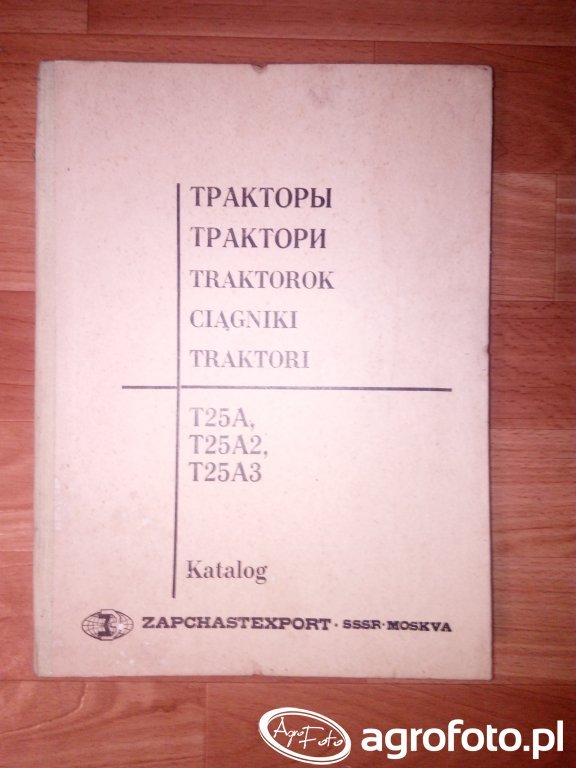 ТРАКТОРЫ
ТРАКТОРИ
TRAKTOROK
CIĄGNIKI
TRAKTORI
T25A,
T25A2,
T25A3
Katalog
ZAPCHASTEXPORT · SSSR · MOSKVA
AgroFoto agrofoto.pl